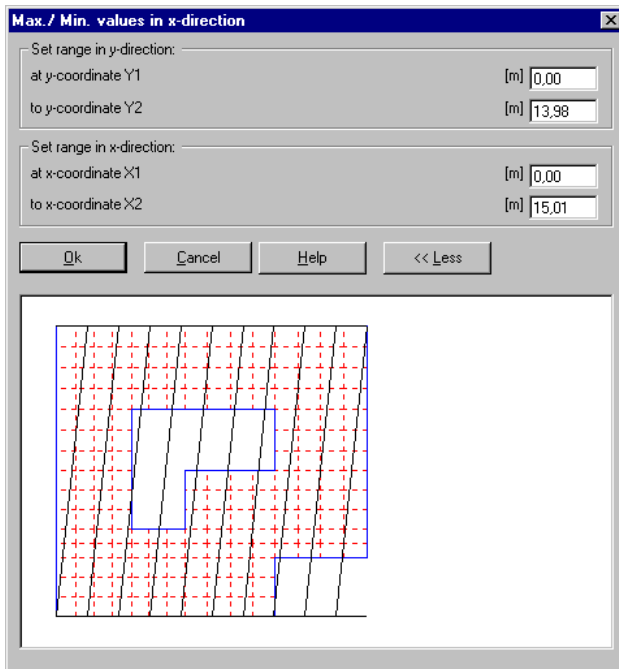 Max./ Min. values in x-direction
Set range in y-direction:
at y-coordinate Y1 [m] 0,00
to y-coordinate Y2 [m] 13,98
Set range in x-direction:
at x-coordinate X1 [m] 0,00
to x-coordinate X2 [m] 15,01
Ok Cancel Help << Less